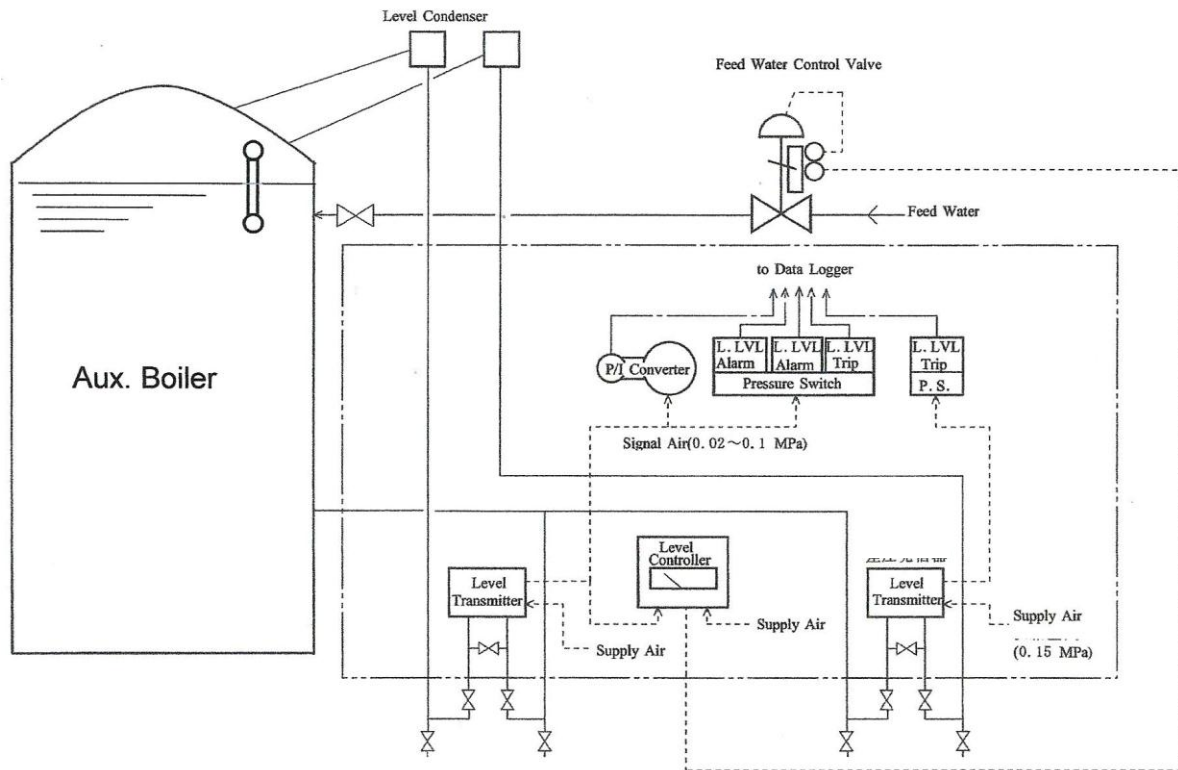 Level Condenser
Feed Water Control Valve
Feed Water
to Data Logger
Aux. Boiler
P/I Converter
L. LVL
Alarm
L. LVL
Alarm
L. LVL
Trip
Pressure Switch
L. LVL
Trip
P. S.
Signal Air(0.02～0.1 MPa)
Level
Controller
Level
Transmitter
Level
Transmitter
Supply Air
Supply Air
Supply Air
(0.15 MPa)